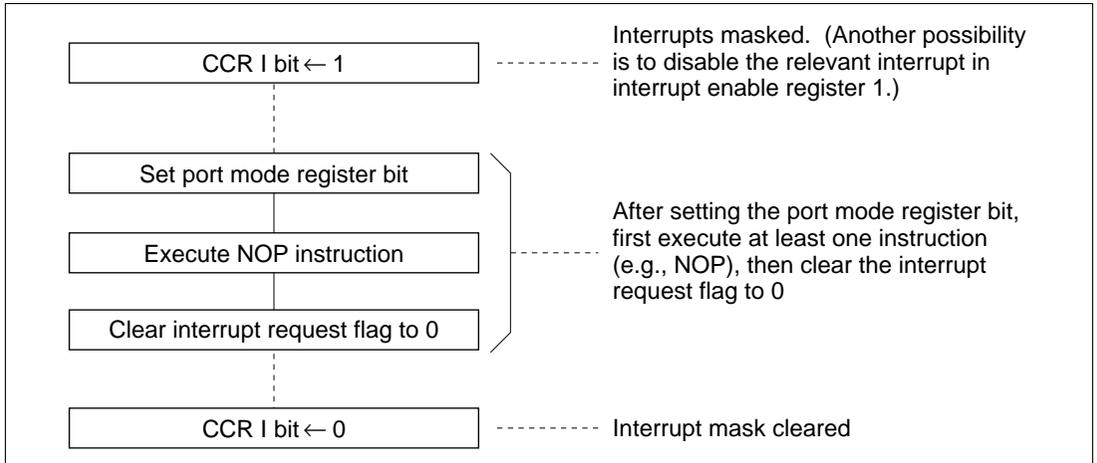 CCR I bit ← 1
Interrupts masked. (Another possibility
is to disable the relevant interrupt in
interrupt enable register 1.)
Set port mode register bit
Execute NOP instruction
Clear interrupt request flag to 0
After setting the port mode register bit,
first execute at least one instruction
(e.g., NOP), then clear the interrupt
request flag to 0
CCR I bit ← 0
Interrupt mask cleared